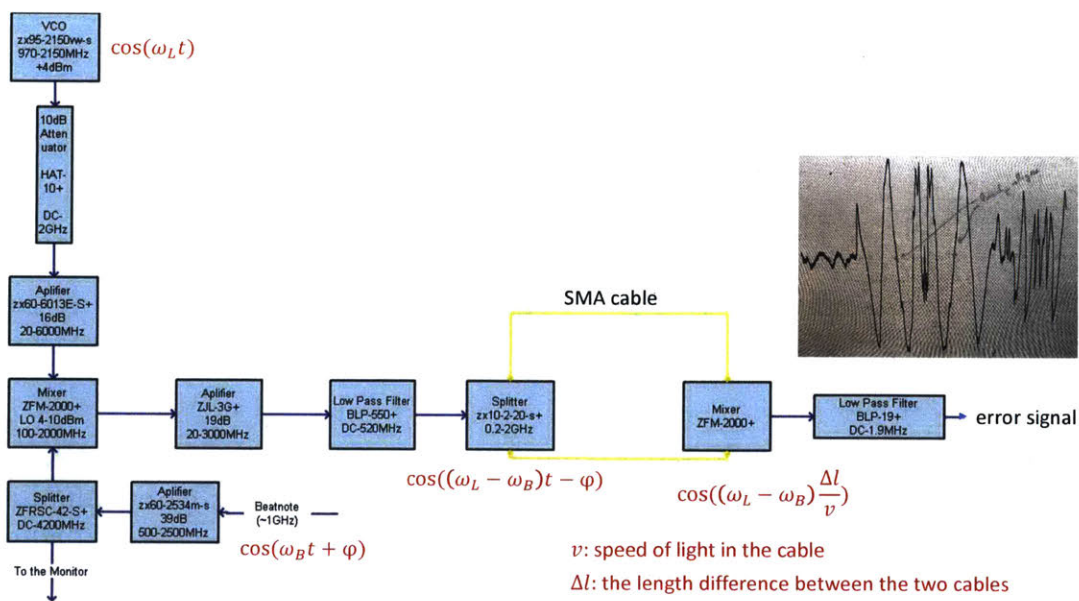 VCO
zx95-2150vw-s
970-2150MHz
+4dBm
cos(ω_L t)
10dB
Atten
uator
HAT-
10+
DC-
2GHz
Aplifier
zx60-6013E-S+
16dB
20-6000MHz
Mixer
ZFM-2000+
LO 4-10dBm
100-2000MHz
Aplifier
ZJL-3G+
19dB
20-3000MHz
Low Pass Filter
BLP-550+
DC-520MHz
Splitter
zx10-2-20-s+
0.2-2GHz
SMA cable
Mixer
ZFM-2000+
Low Pass Filter
BLP-19+
DC-1.9MHz
error signal
Splitter
ZFRSC-42-S+
DC-4200MHz
Aplifier
zx60-2534m-s
39dB
500-2500MHz
Beatnote
(~1GHz)
cos(ω_B t + φ)
To the Monitor
cos((ω_L − ω_B)t − φ)
cos((ω_L − ω_B) Δl/v)
v: speed of light in the cable
Δl: the length difference between the two cables